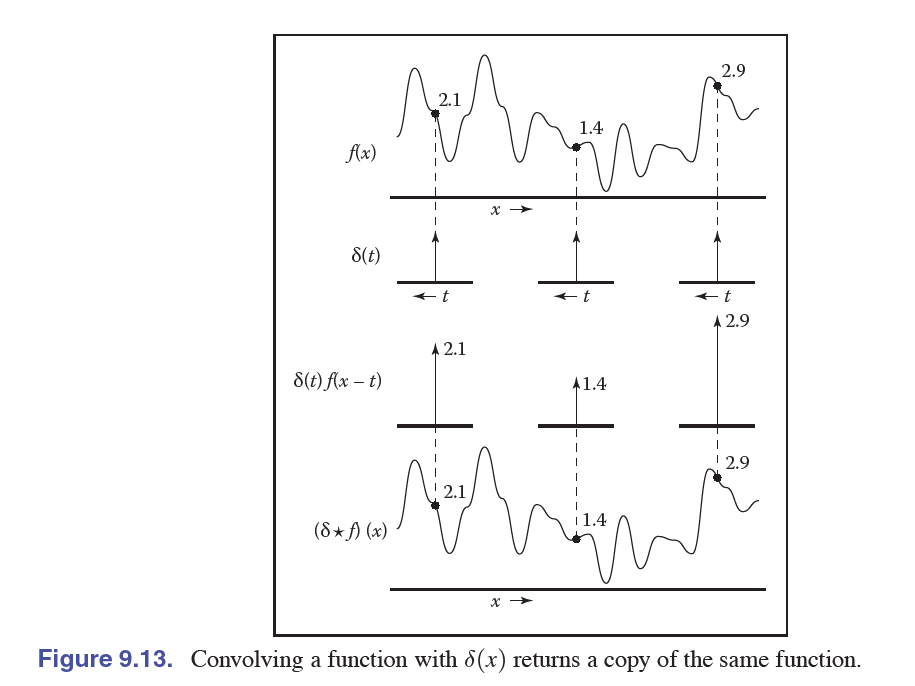 2.9
2.1
1.4
f(x)
x →
δ(t)
← t ← t ← t
2.9
2.1
δ(t) f(x – t)
1.4
2.9
2.1
1.4
(δ⋆f) (x)
x →
Figure 9.13. Convolving a function with δ(x) returns a copy of the same function.